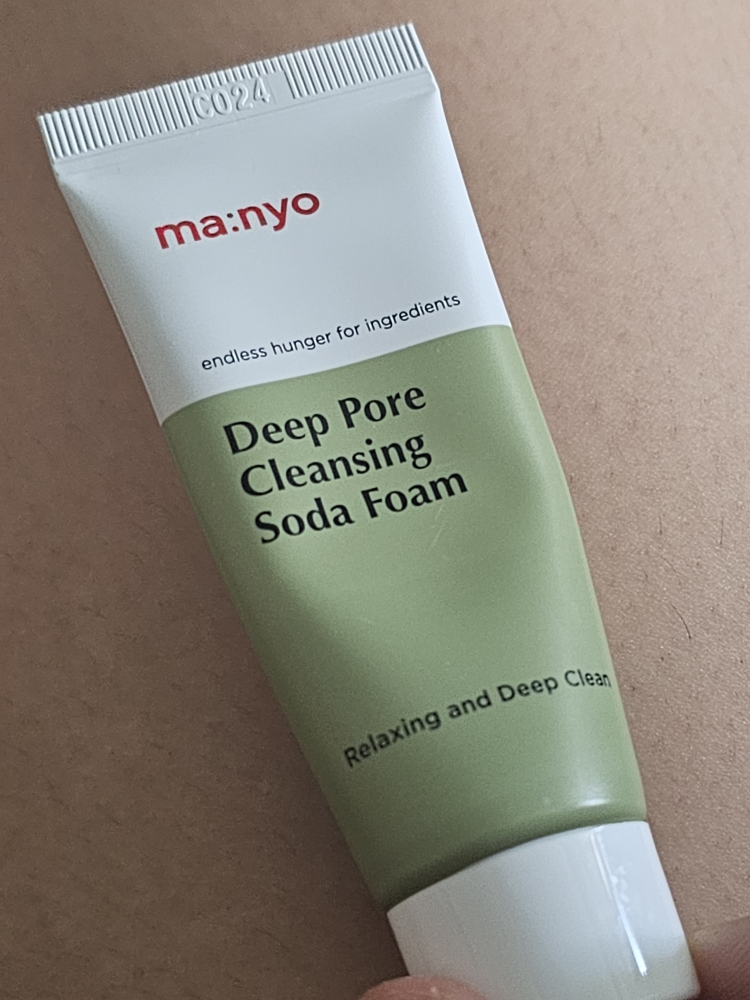 C024
ma:nyo
endless hunger for ingredients
Deep Pore
Cleansing
Soda Foam
Relaxing and Deep Clean